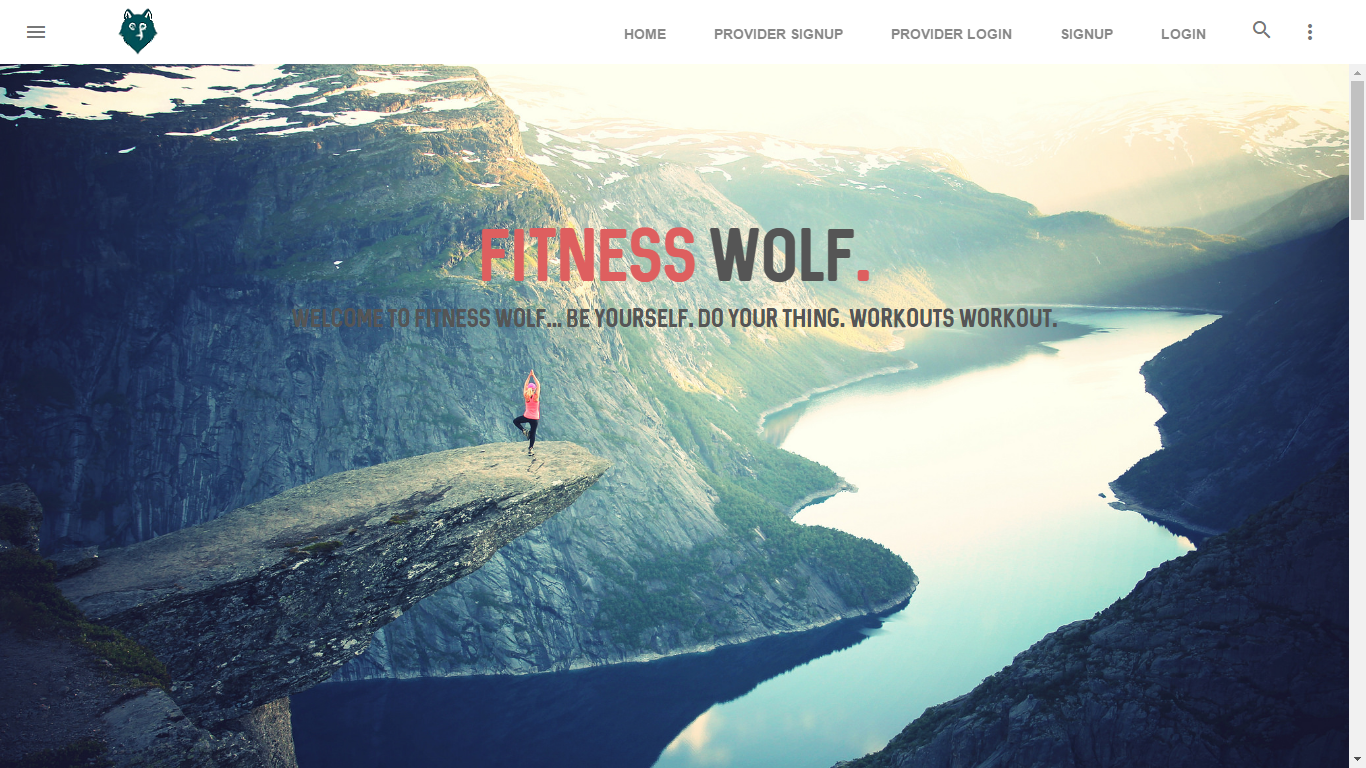 HOME PROVIDER SIGNUP PROVIDER LOGIN SIGNUP LOGIN
FITNESS WOLF.
WELCOME TO FITNESS WOLF... BE YOURSELF. DO YOUR THING. WORKOUTS WORKOUT.